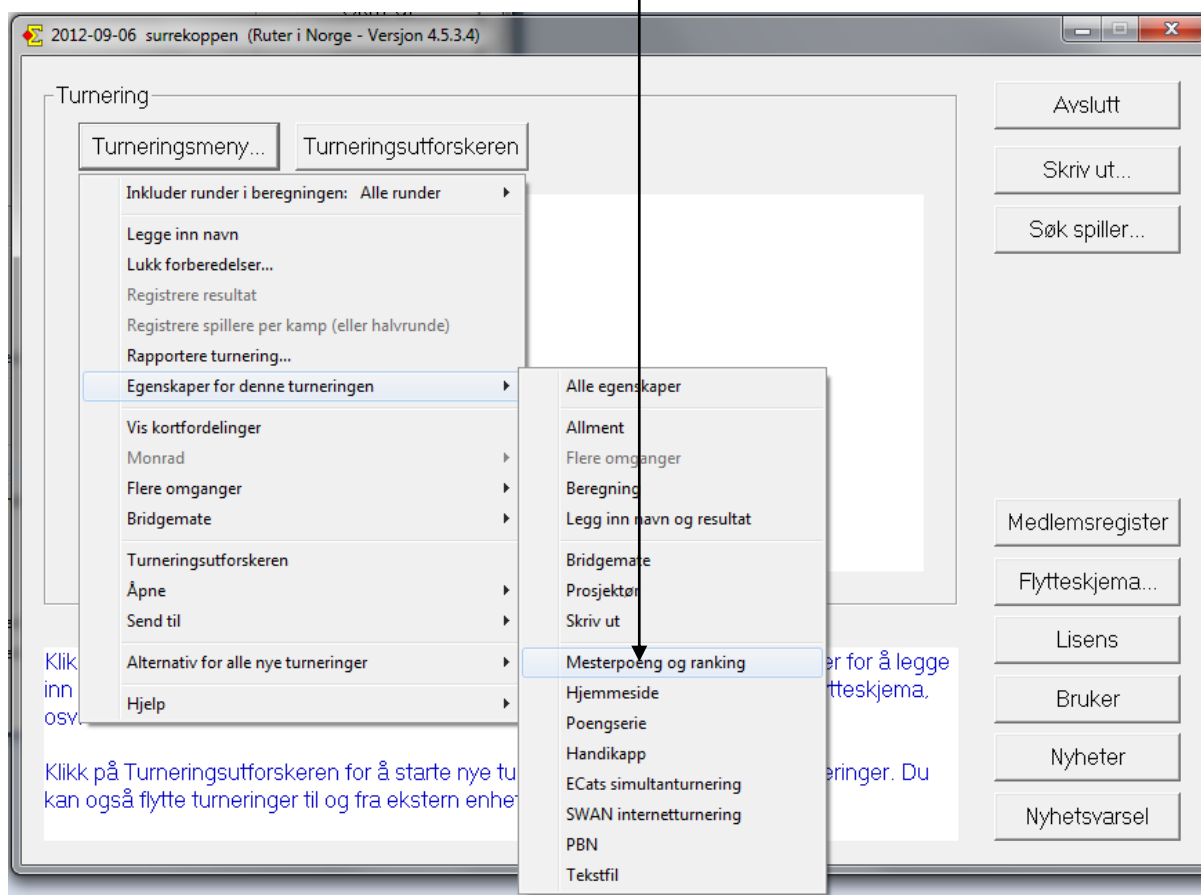 2012-09-06 surrekoppen (Ruter i Norge - Versjon 4.5.3.4)
Turnering
Turneringsmeny...
Turneringsutforskeren
Inkluder runder i beregningen: Alle runder
Legge inn navn
Lukk forberedelser...
Registrere resultat
Registrere spillere per kamp (eller halvrunde)
Rapportere turnering...
Egenskaper for denne turneringen
Vis kortfordelinger
Monrad
Flere omganger
Bridgemate
Turneringsutforskeren
Åpne
Send til
Alternativ for alle nye turneringer
Hjelp
Alle egenskaper
Allment
Flere omganger
Beregning
Legg inn navn og resultat
Bridgemate
Prosjektør
Skriv ut
Mesterpoeng og ranking
Hjemmeside
Poengserie
Handikapp
ECats simultanturnering
SWAN internetturnering
PBN
Tekstfil
Avslutt
Skriv ut...
Søk spiller...
Medlemsregister
Flytteskjema...
Lisens
Bruker
Nyheter
Nyhetsvarsel
Klik er for å legge
inn tteskjema,
osv.
Klikk på Turneringsutforskeren for å starte nye tu eringer. Du
kan også flytte turneringer til og fra ekstern enhet